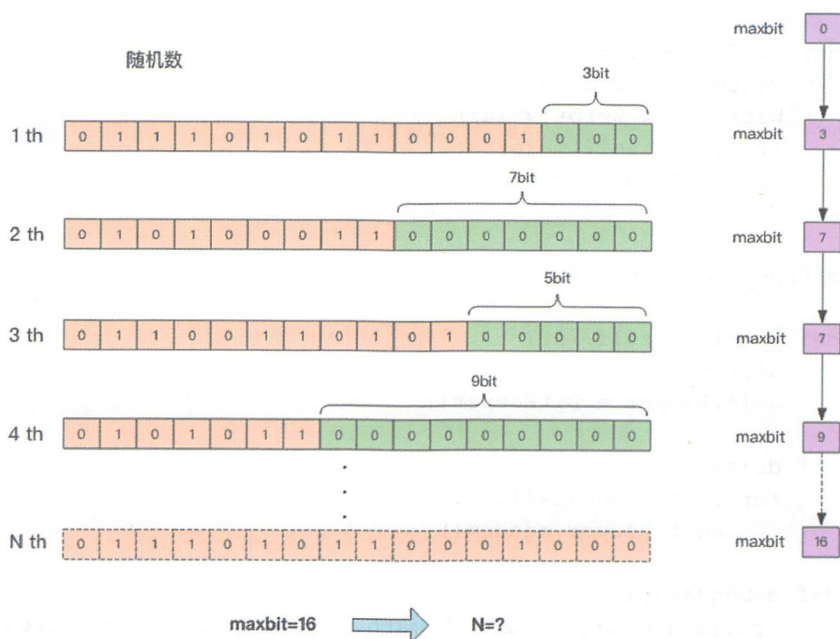 maxbit 0
随机数
3bit
1 th 0 1 1 1 0 1 0 1 1 0 0 0 1 0 0 0 maxbit 3
7bit
2 th 0 1 0 1 0 0 0 1 1 0 0 0 0 0 0 0 maxbit 7
5bit
3 th 0 1 1 0 0 1 1 0 1 0 1 0 0 0 0 0 maxbit 7
9bit
4 th 0 1 0 1 0 1 1 0 0 0 0 0 0 0 0 0 maxbit 9
N th 0 1 1 1 0 1 0 1 1 0 0 0 1 0 0 0 maxbit 16
maxbit=16 N=?